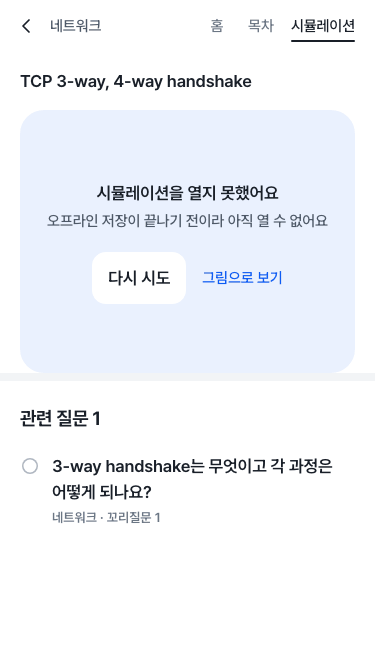 네트워크
홈
목차
시뮬레이션
TCP 3-way, 4-way handshake
시뮬레이션을 열지 못했어요
오프라인 저장이 끝나기 전이라 아직 열 수 없어요
다시 시도
그림으로 보기
관련 질문 1
3-way handshake는 무엇이고 각 과정은
어떻게 되나요?
네트워크 · 꼬리질문 1